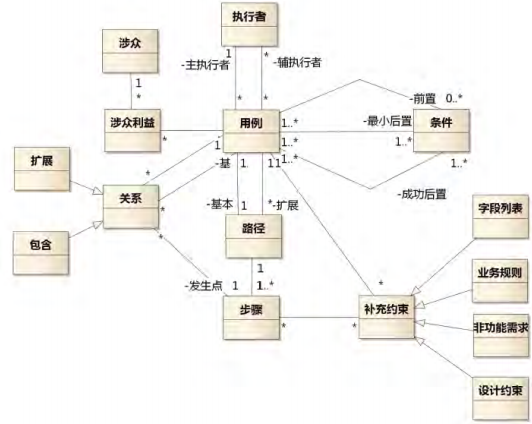 执行者
涉众
1
*
-主执行者
-辅执行者
1
*
*
*
涉众利益
*
用例
1..*
-前置
0..*
-最小后置
1..*
条件
1..*
1..*
1..*
-成功后置
扩展
包含
关系
1
*
-基
*
*
1
1
1
-基本
1
*
-扩展
路径
1
1..*
-发生点
1
步骤
*
*
*
补充约束
字段列表
业务规则
非功能需求
设计约束